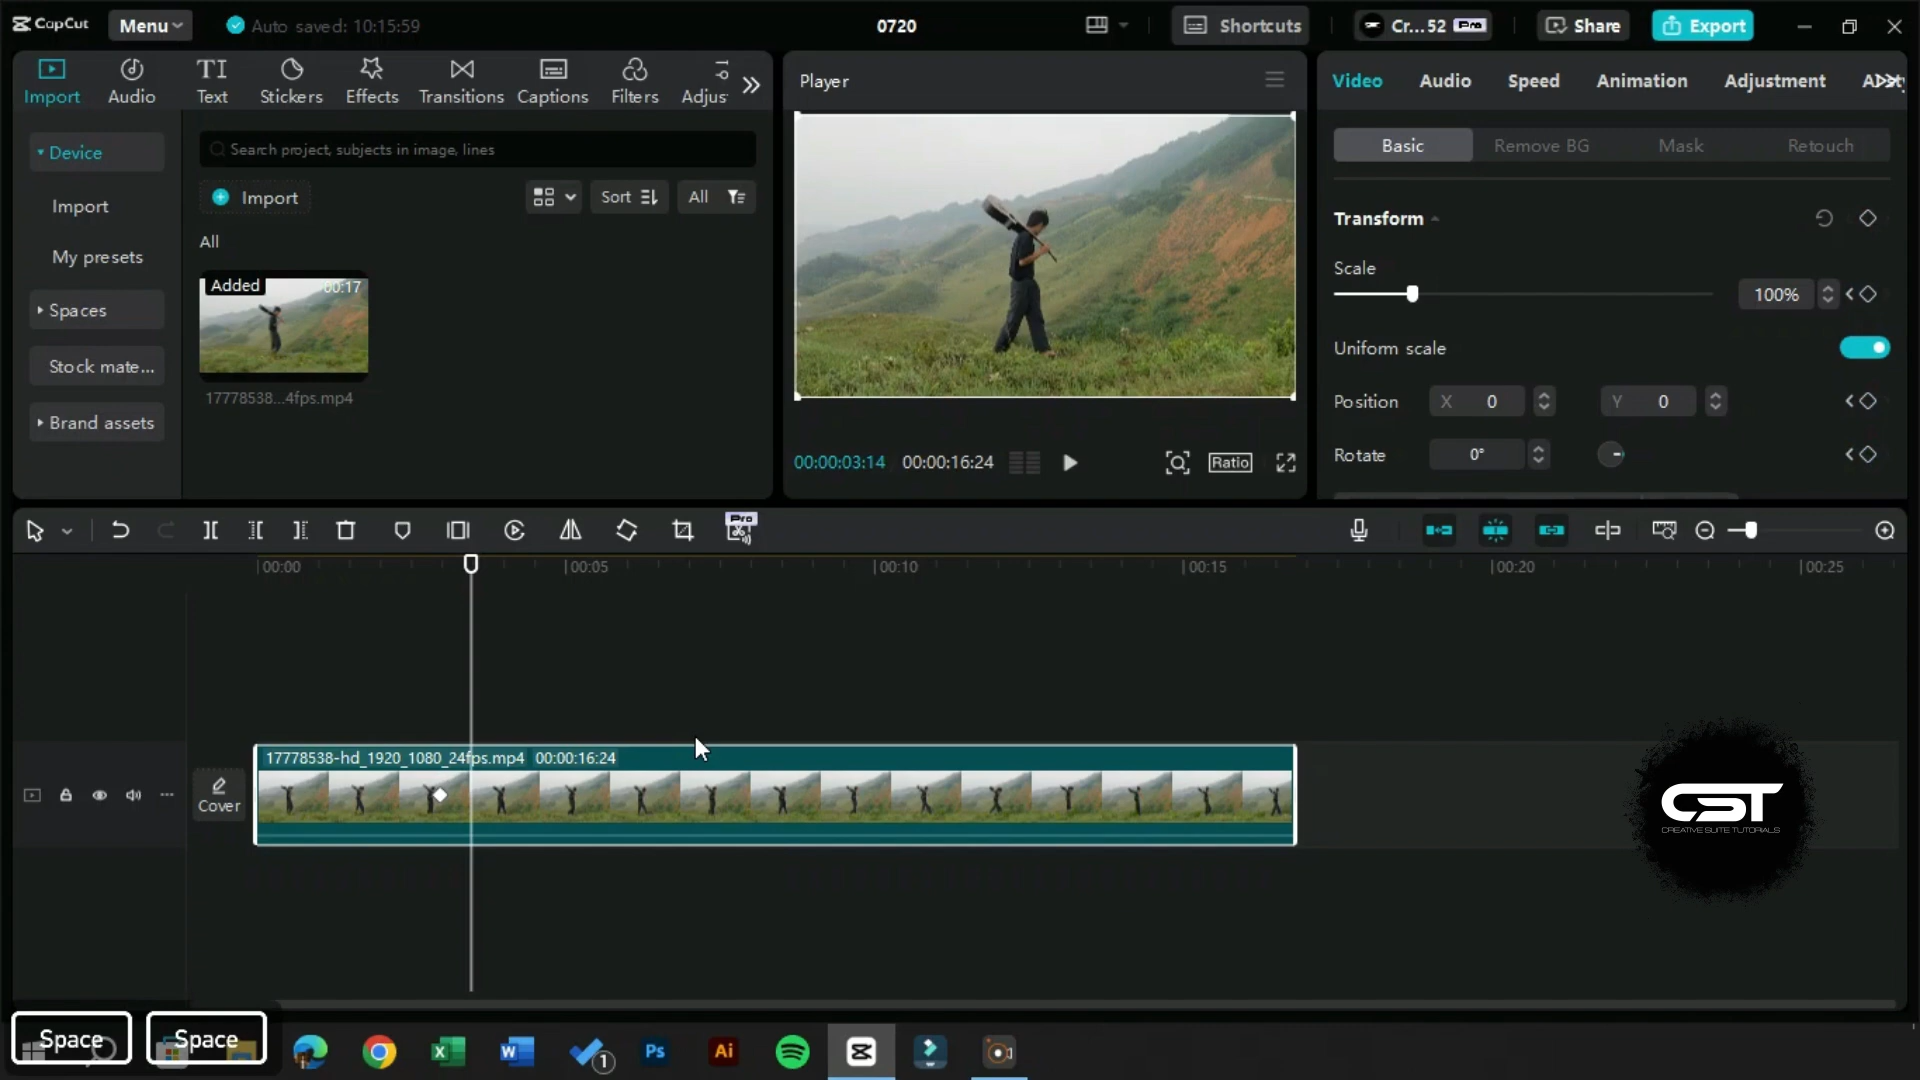 CapCut
Menu
Auto saved: 10:15:59
0720
Shortcuts
Cr...52 Pro
Share
Export
Import
Audio
Text
Stickers
Effects
Transitions
Captions
Filters
Adjus
Device
Import
My presets
Spaces
Stock mate...
Brand assets
Search project, subjects in image, lines
Import
Sort
All
All
Added
00:17
17778538...4fps.mp4
Player
00:00:03:14
00:00:16:24
Ratio
Video
Audio
Speed
Animation
Adjustment
Basic
Remove BG
Mask
Retouch
Transform
Scale
100%
Uniform scale
Position
X 0
Y 0
Rotate
0°
Pro
00:00
00:05
00:10
00:15
00:20
00:25
17778538-hd_1920_1080_24fps.mp4 00:00:16:24
Cover
CST
CREATIVE SUITE TUTORIALS
Space
Space
1
Ps
Ai